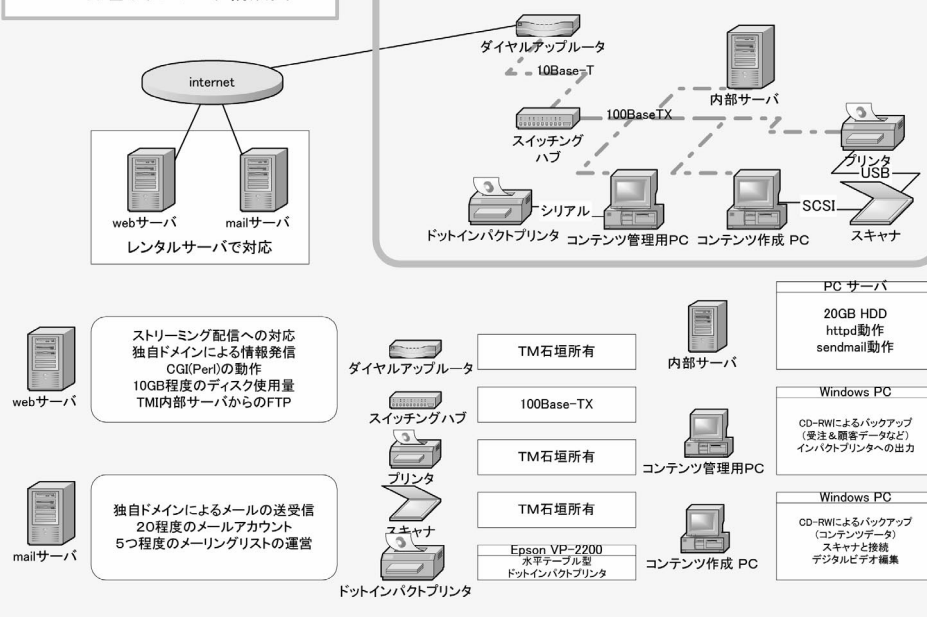 ダイヤルアップルータ
10Base-T
internet
内部サーバ
100BaseTX
スイッチング
ハブ
プリンタ
USB
webサーバ
mailサーバ
レンタルサーバで対応
シリアル
SCSI
ドットインパクトプリンタ
コンテンツ管理用PC
コンテンツ作成 PC
スキャナ
webサーバ
ストリーミング配信への対応
独自ドメインによる情報発信
CGI(Perl)の動作
10GB程度のディスク使用量
TMI内部サーバからのFTP
mailサーバ
独自ドメインによるメールの送受信
20程度のメールアカウント
5つ程度のメーリングリストの運営
ダイヤルアップルータ
TM石垣所有
スイッチングハブ
100Base-TX
プリンタ
TM石垣所有
スキャナ
TM石垣所有
ドットインパクトプリンタ
Epson VP-2200
水平テーブル型
ドットインパクトプリンタ
内部サーバ
PC サーバ
20GB HDD
httpd動作
sendmail動作
コンテンツ管理用PC
Windows PC
CD-RWによるバックアップ
(受注&顧客データなど)
インパクトプリンタへの出力
コンテンツ作成 PC
Windows PC
CD-RWによるバックアップ
(コンテンツデータ)
スキャナと接続
デジタルビデオ編集